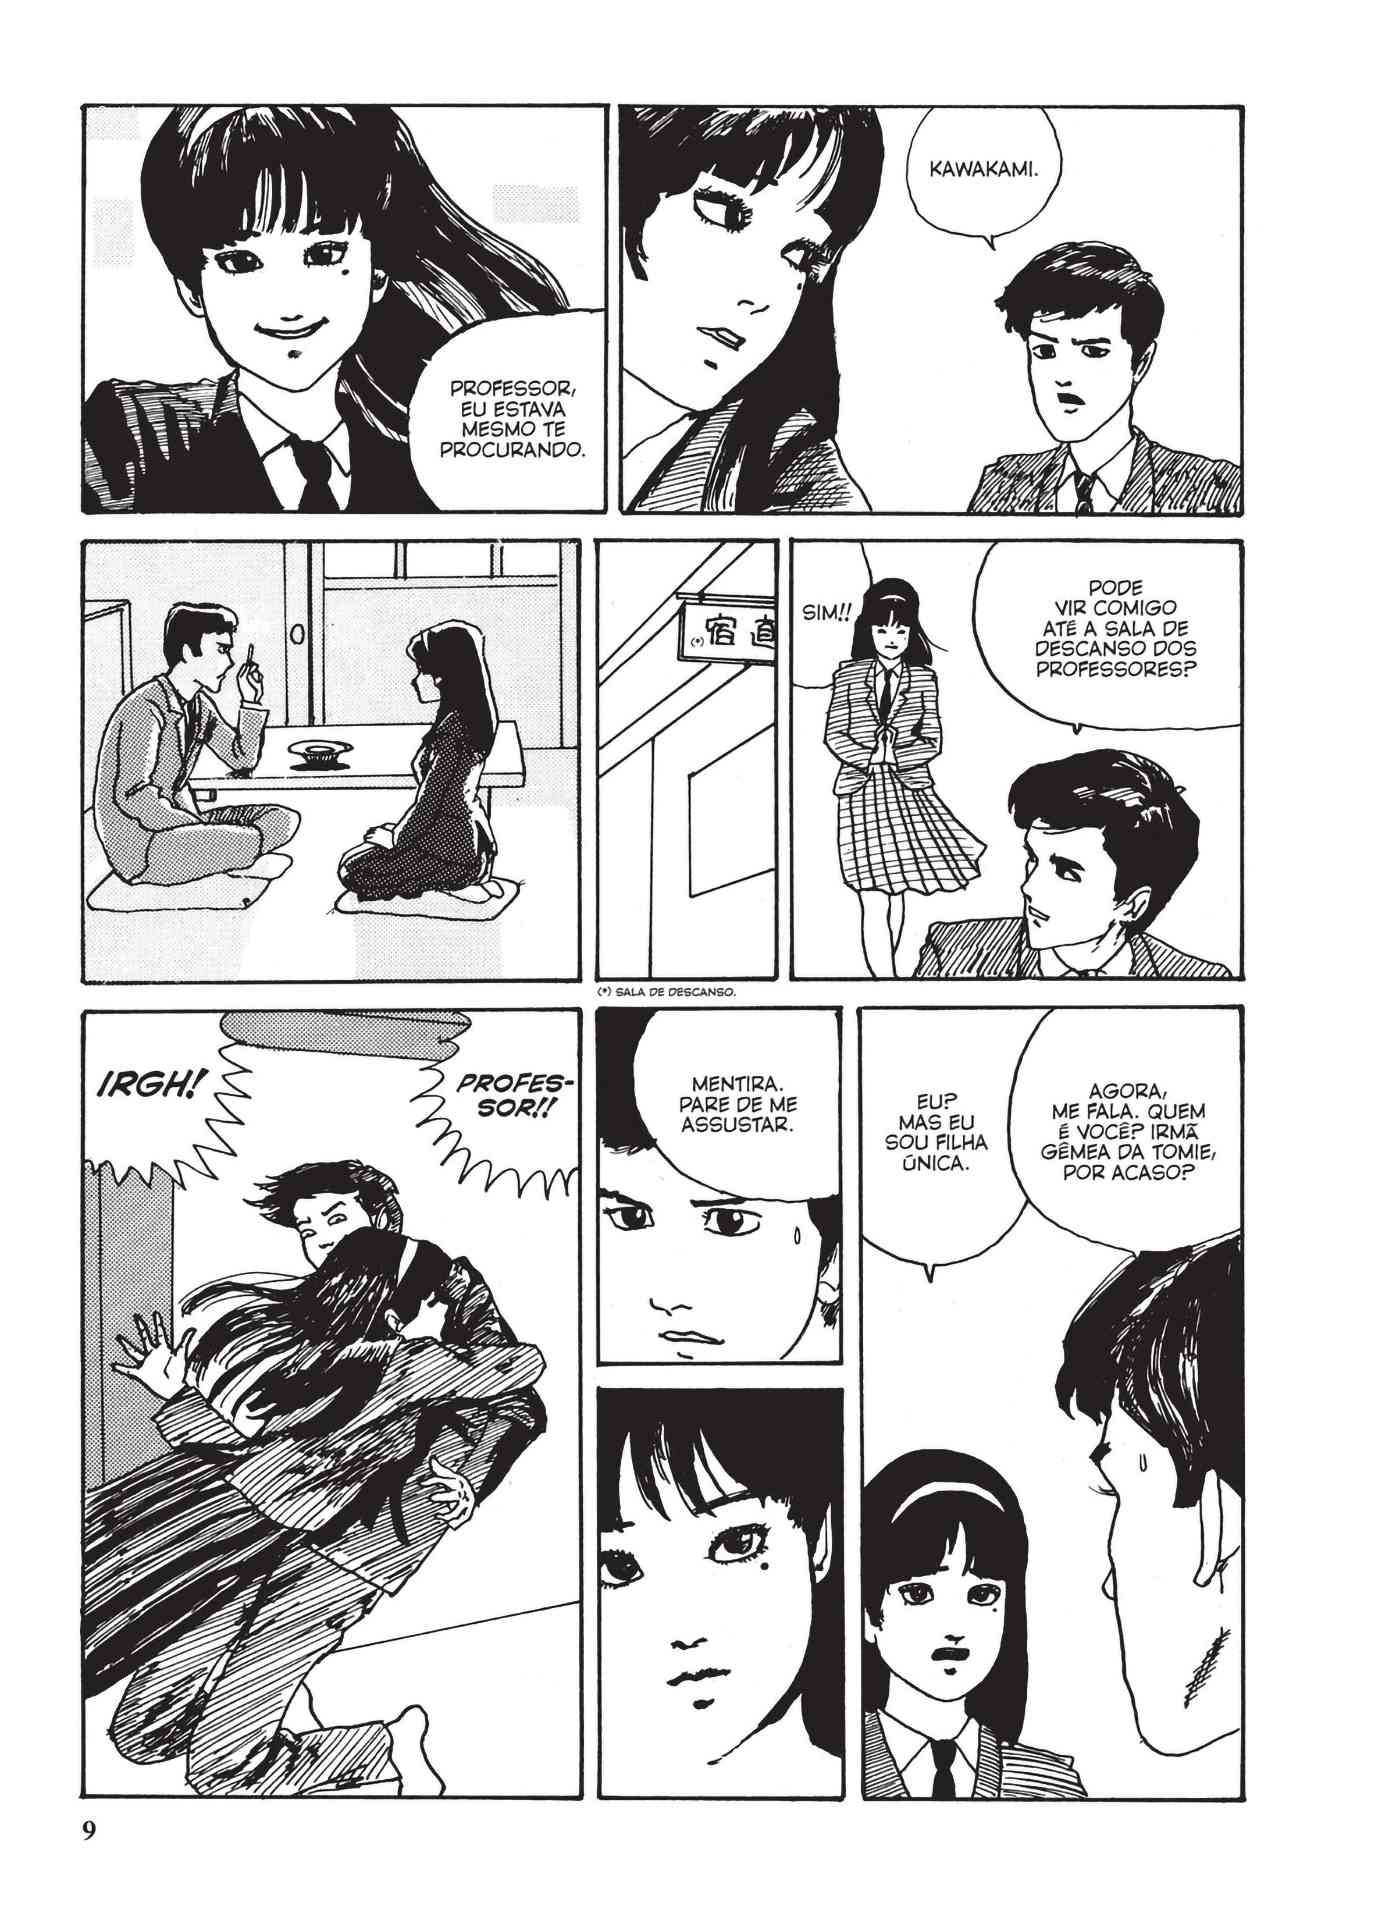 KAWAKAMI.
PROFESSOR,
EU ESTAVA
MESMO TE
PROCURANDO.
PODE
VIR COMIGO
ATÉ A SALA DE
DESCANSO DOS
PROFESSORES?
SIM!!
(*) 宿直
(*) SALA DE DESCANSO.
AGORA,
ME FALA. QUEM
É VOCÊ? IRMÃ
GÊMEA DA TOMIE,
POR ACASO?
EU?
MAS EU
SOU FILHA
ÚNICA.
MENTIRA.
PARE DE ME
ASSUSTAR.
PROFES-
SOR!!
IRGH!
9